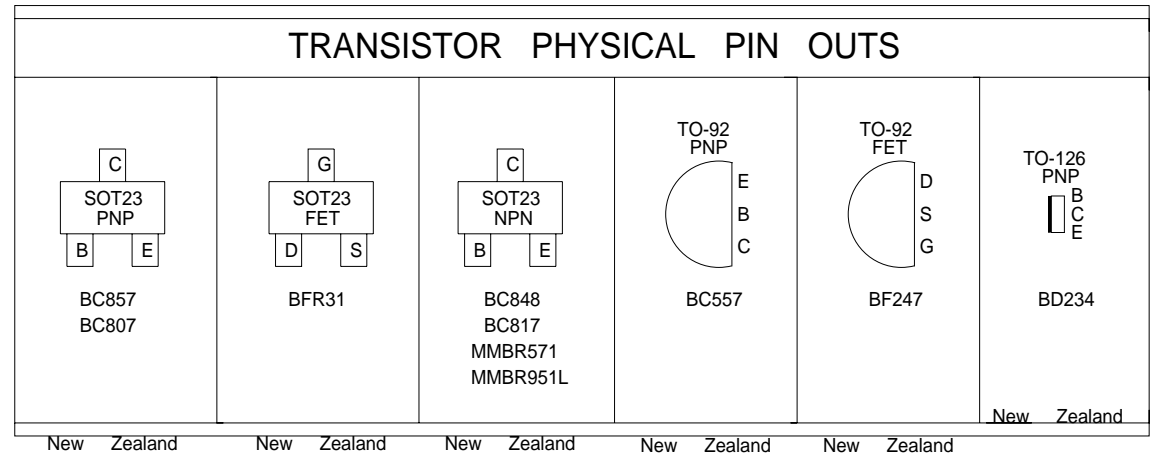 TRANSISTOR PHYSICAL PIN OUTS
C
SOT23
PNP
B E
BC857
BC807
G
SOT23
FET
D S
BFR31
C
SOT23
NPN
B E
BC848
BC817
MMBR571
MMBR951L
TO-92
PNP
E
B
C
BC557
TO-92
FET
D
S
G
BF247
TO-126
PNP
B
C
E
BD234
New Zealand
New Zealand
New Zealand
New Zealand
New Zealand
New Zealand